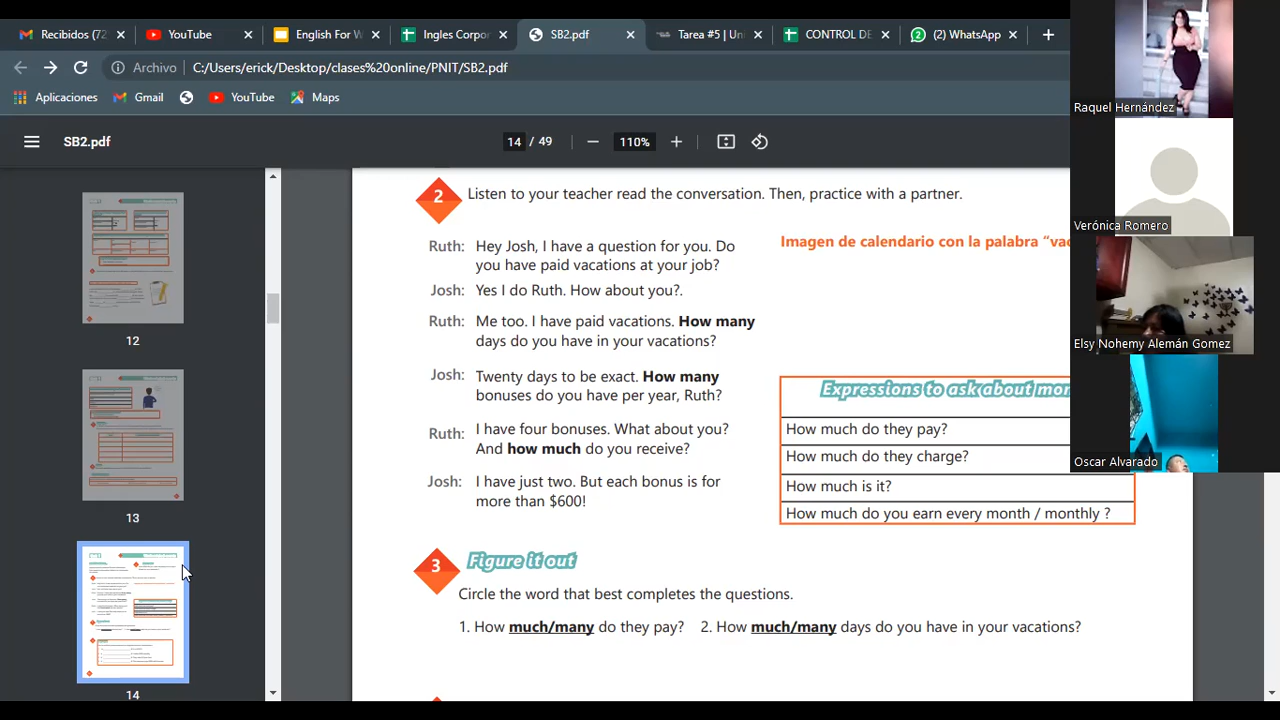 Recibidos (72
YouTube
English For W
Ingles Corpor
SB2.pdf
Tarea #5 | Uni
CONTROL DE
(2) WhatsApp
Archivo
C:/Users/erick/Desktop/clases%20online/PNIT/SB2.pdf
Aplicaciones
Gmail
YouTube
Maps
SB2.pdf
14 / 49
110%
12
13
14
2
Listen to your teacher read the conversation. Then, practice with a partner.
Ruth: Hey Josh, I have a question for you. Do
you have paid vacations at your job?
Josh: Yes I do Ruth. How about you?.
Ruth: Me too. I have paid vacations. How many
days do you have in your vacations?
Josh: Twenty days to be exact. How many
bonuses do you have per year, Ruth?
Ruth: I have four bonuses. What about you?
And how much do you receive?
Josh: I have just two. But each bonus is for
more than $600!
Imagen de calendario con la palabra “vac
Expressions to ask about mon
How much do they pay?
How much do they charge?
How much is it?
How much do you earn every month / monthly ?
3
Figure it out
Circle the word that best completes the questions.
1. How much/many do they pay? 2. How much/many days do you have in your vacations?
Raquel Hernández
Verónica Romero
Elsy Nohemy Alemán Gomez
Oscar Alvarado